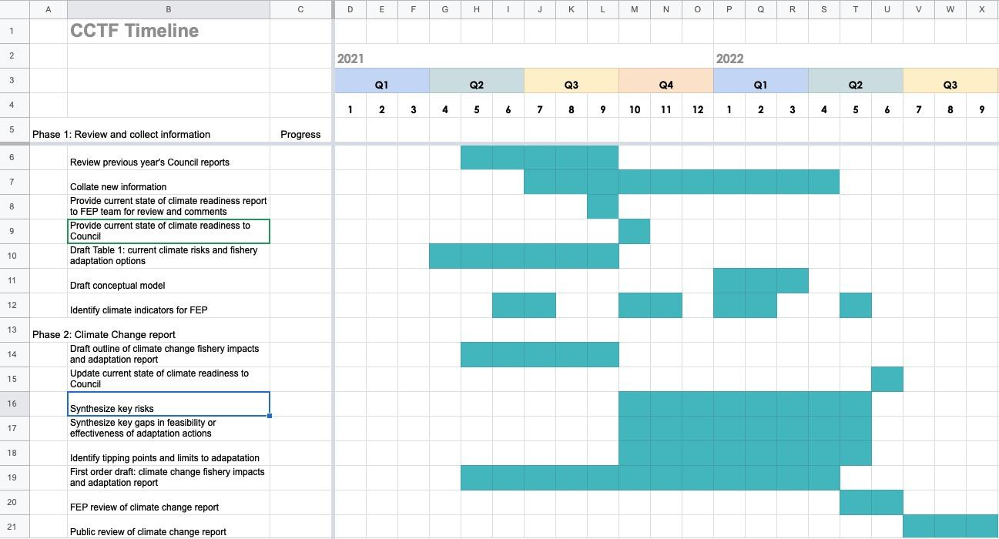 A B C D E F G H I J K L M N O P Q R S T U V W X
1 CCTF Timeline
2 2021 2022
3 Q1 Q2 Q3 Q4 Q1 Q2 Q3
4 1 2 3 4 5 6 7 8 9 10 11 12 1 2 3 4 5 6 7 8 9
5 Phase 1: Review and collect information Progress
6 Review previous year's Council reports
7 Collate new information
8 Provide current state of climate readiness report
to FEP team for review and comments
9 Provide current state of climate readiness to
Council
10 Draft Table 1: current climate risks and fishery
adaptation options
11 Draft conceptual model
12 Identify climate indicators for FEP
13 Phase 2: Climate Change report
14 Draft outline of climate change fishery impacts
and adaptation report
15 Update current state of climate readiness to
Council
16 Synthesize key risks
17 Synthesize key gaps in feasibility or
effectiveness of adaptation actions
18 Identify tipping points and limits to adapatation
19 First order draft: climate change fishery impacts
and adaptation report
20 FEP review of climate change report
21 Public review of climate change report